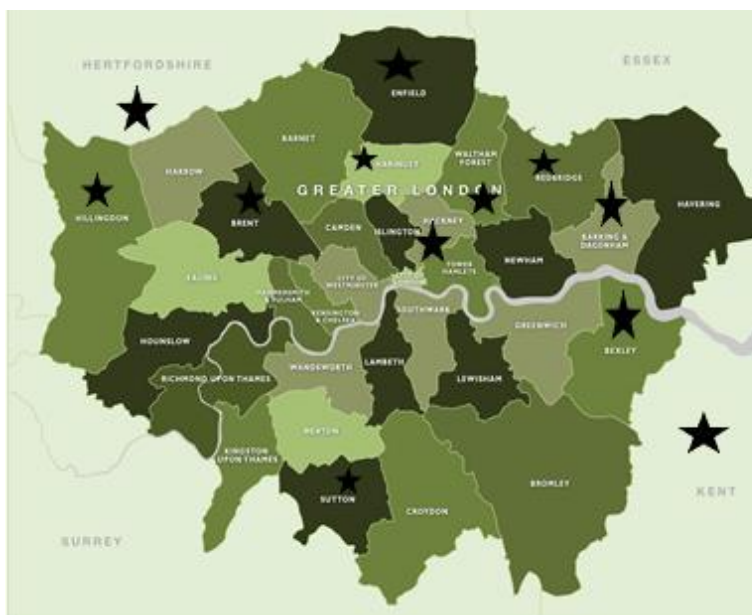 HERTFORDSHIRE
ESSEX
ENFIELD
BARNET
HARINGEY
WALTHAM
FOREST
REDBRIDGE
HARROW
HAVERING
GREATER LONDON
HILLINGDON
BRENT
CAMDEN
ISLINGTON
HACKNEY
BARKING &
DAGENHAM
NEWHAM
TOWER
HAMLETS
EALING
CITY OF
WESTMINSTER
HAMMERSMITH
& FULHAM
KENSINGTON
& CHELSEA
SOUTHWARK
GREENWICH
BEXLEY
HOUNSLOW
WANDSWORTH
LAMBETH
LEWISHAM
RICHMOND UPON THAMES
MERTON
KINGSTON
UPON THAMES
SUTTON
CROYDON
BROMLEY
KENT
SURREY